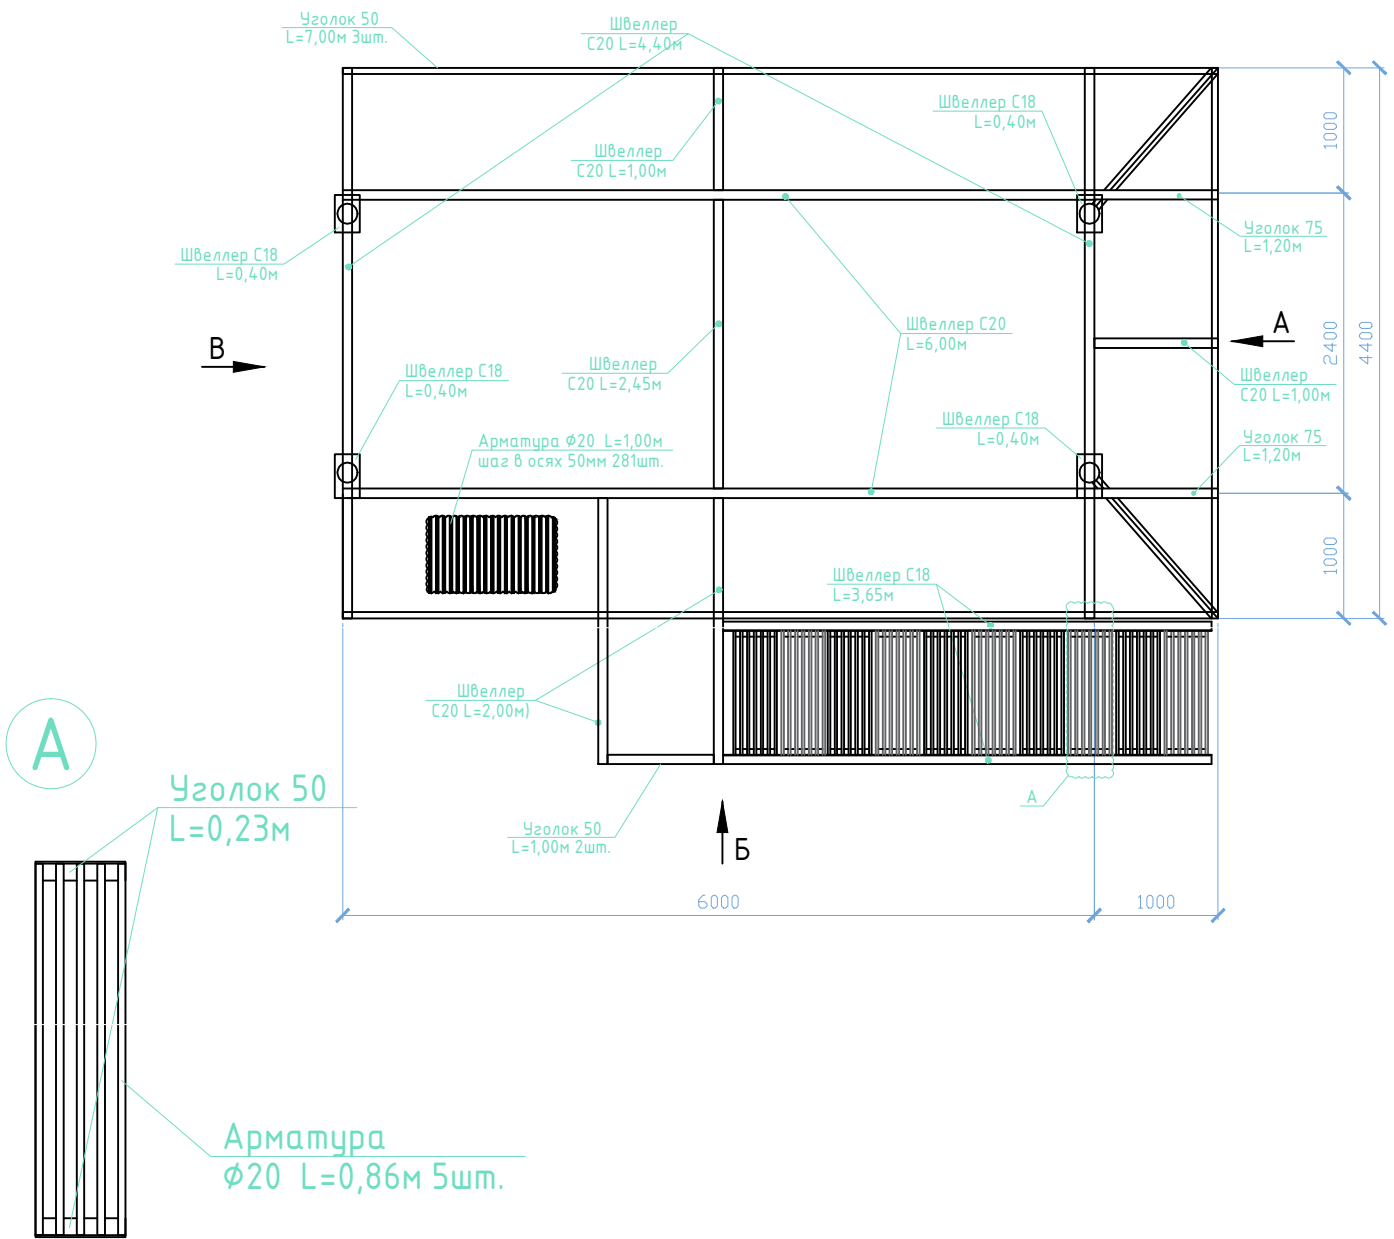 Уголок 50
L=7,00м 3шт.
Швеллер
С20 L=4,40м
Швеллер С18
L=0,40м
Швеллер
С20 L=1,00м
1000
Уголок 75
L=1,20м
Швеллер С18
L=0,40м
Швеллер С20
L=6,00м
А
В
2400
4400
Швеллер
С20 L=2,45м
Швеллер С18
L=0,40м
Швеллер
С20 L=1,00м
Швеллер С18
L=0,40м
Уголок 75
L=1,20м
Арматура Ф20 L=1,00м
шаг в осях 50мм 281шт.
1000
Швеллер С18
L=3,65м
Швеллер
С20 L=2,00м)
А
Уголок 50
L=0,23м
А
Уголок 50
L=1,00м 2шт.
Б
6000
1000
Арматура
Ф20 L=0,86м 5шт.